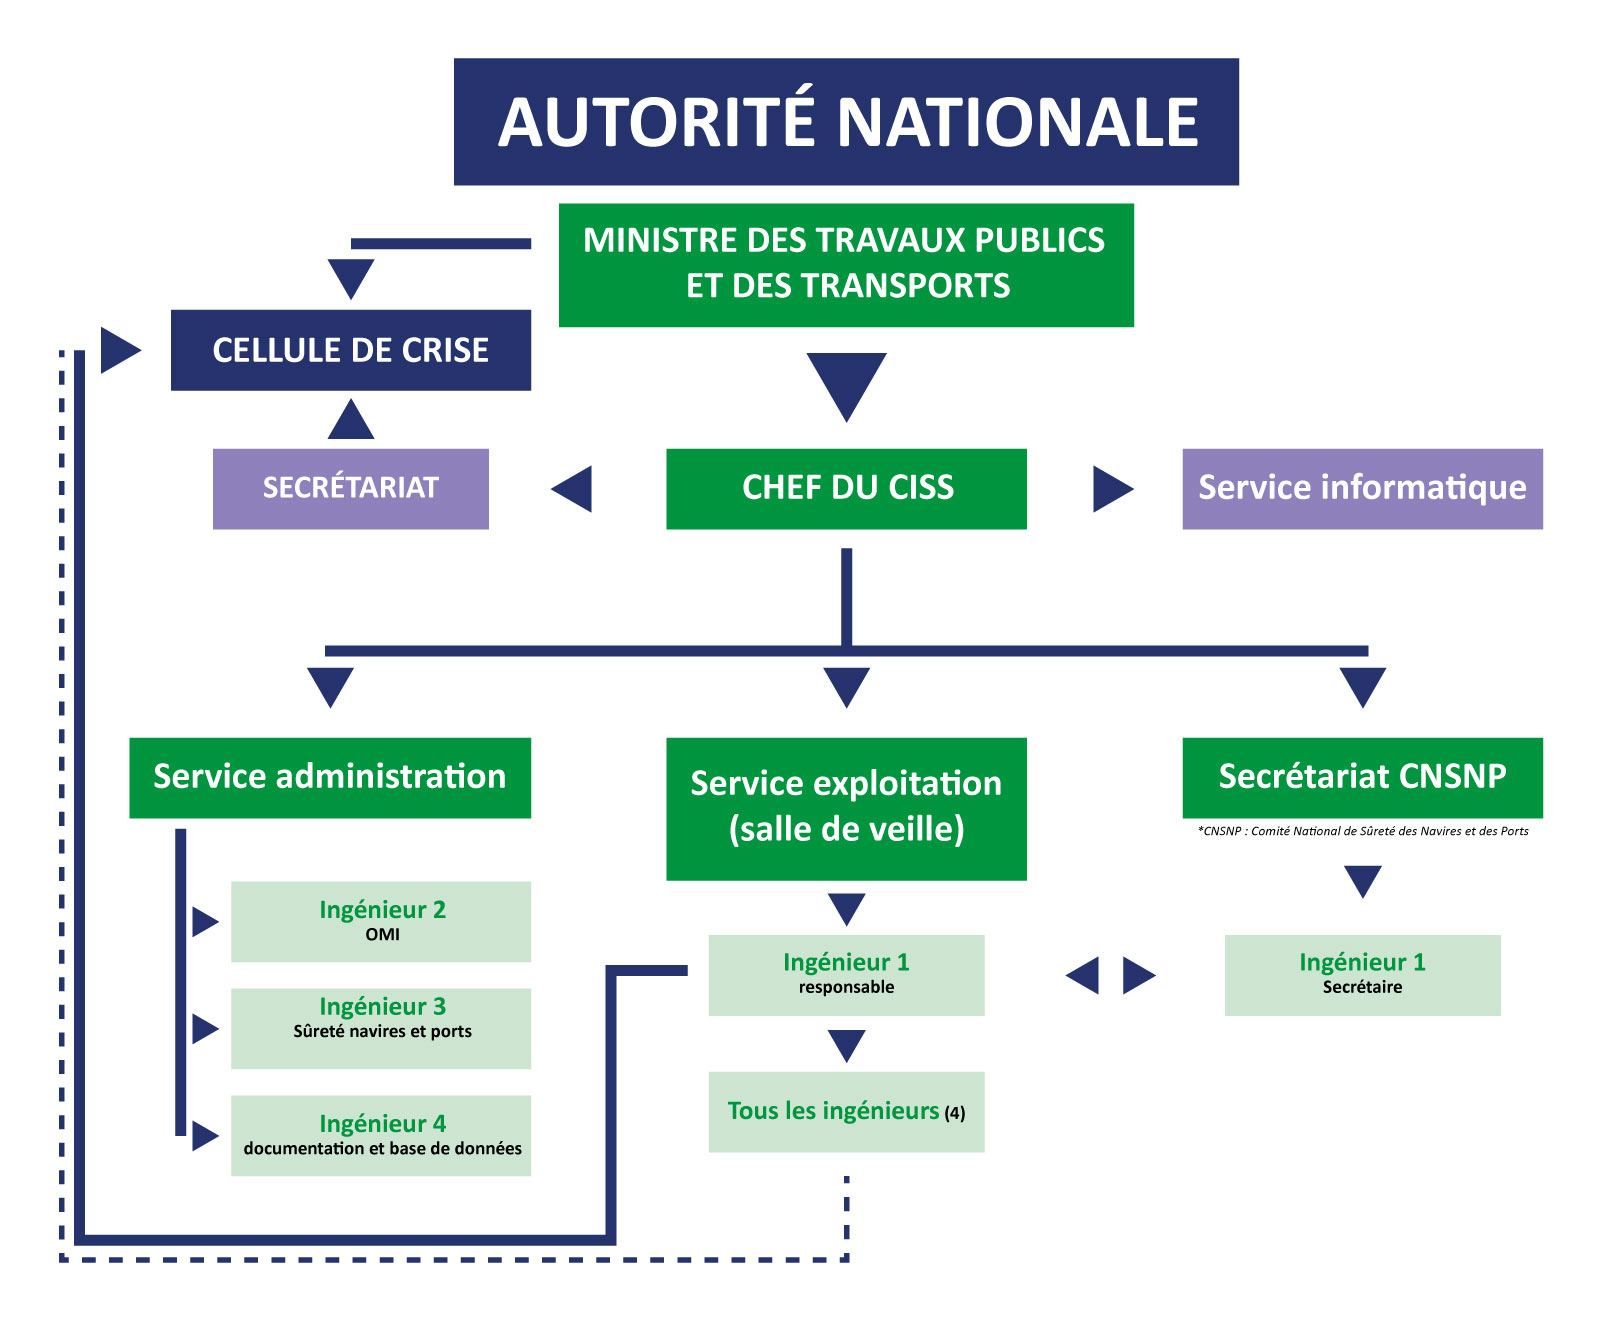 AUTORITÉ NATIONALE
MINISTRE DES TRAVAUX PUBLICS
ET DES TRANSPORTS
CELLULE DE CRISE
SECRÉTARIAT
CHEF DU CISS
Service informatique
Service administration
Service exploitation
(salle de veille)
Secrétariat CNSNP
*CNSNP : Comité National de Sûreté des Navires et des Ports
Ingénieur 2
OMI
Ingénieur 3
Sûreté navires et ports
Ingénieur 4
documentation et base de données
Ingénieur 1
responsable
Tous les ingénieurs (4)
Ingénieur 1
Secrétaire